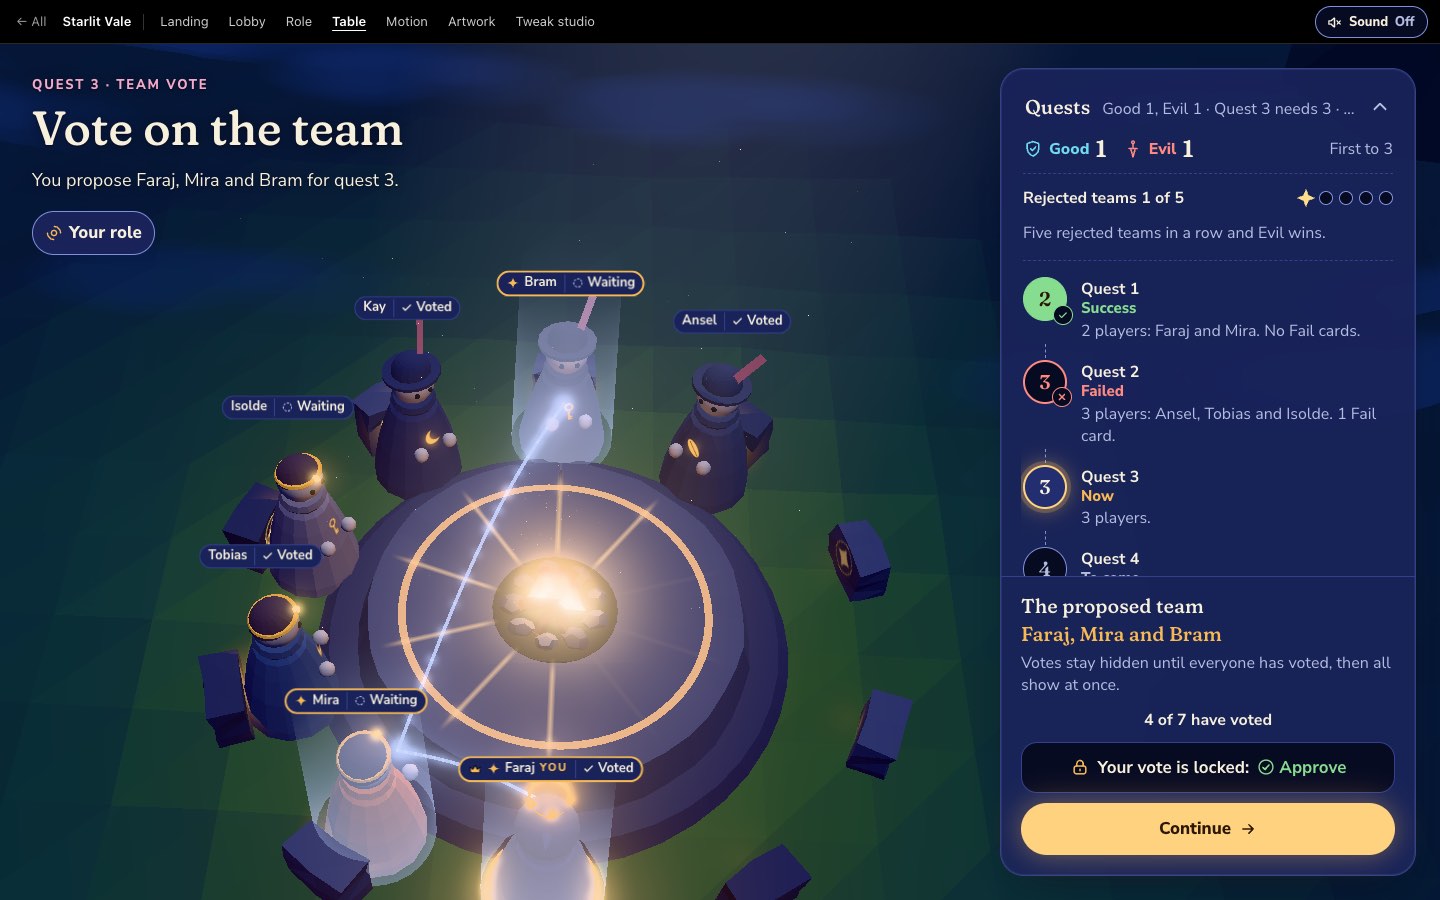 ← All Starlit Vale Landing Lobby Role Table Motion Artwork Tweak studio Sound Off
QUEST 3 · TEAM VOTE
Vote on the team
You propose Faraj, Mira and Bram for quest 3.
Your role
Bram Waiting
Kay Voted
Ansel Voted
Isolde Waiting
Tobias Voted
Mira Waiting
Faraj YOU Voted
Quests Good 1, Evil 1 · Quest 3 needs 3 · ...
Good 1 Evil 1 First to 3
Rejected teams 1 of 5
Five rejected teams in a row and Evil wins.
2 Quest 1
Success
2 players: Faraj and Mira. No Fail cards.
3 Quest 2
Failed
3 players: Ansel, Tobias and Isolde. 1 Fail
card.
3 Quest 3
Now
3 players.
4 Quest 4
The proposed team
Faraj, Mira and Bram
Votes stay hidden until everyone has voted, then all
show at once.
4 of 7 have voted
Your vote is locked: Approve
Continue →